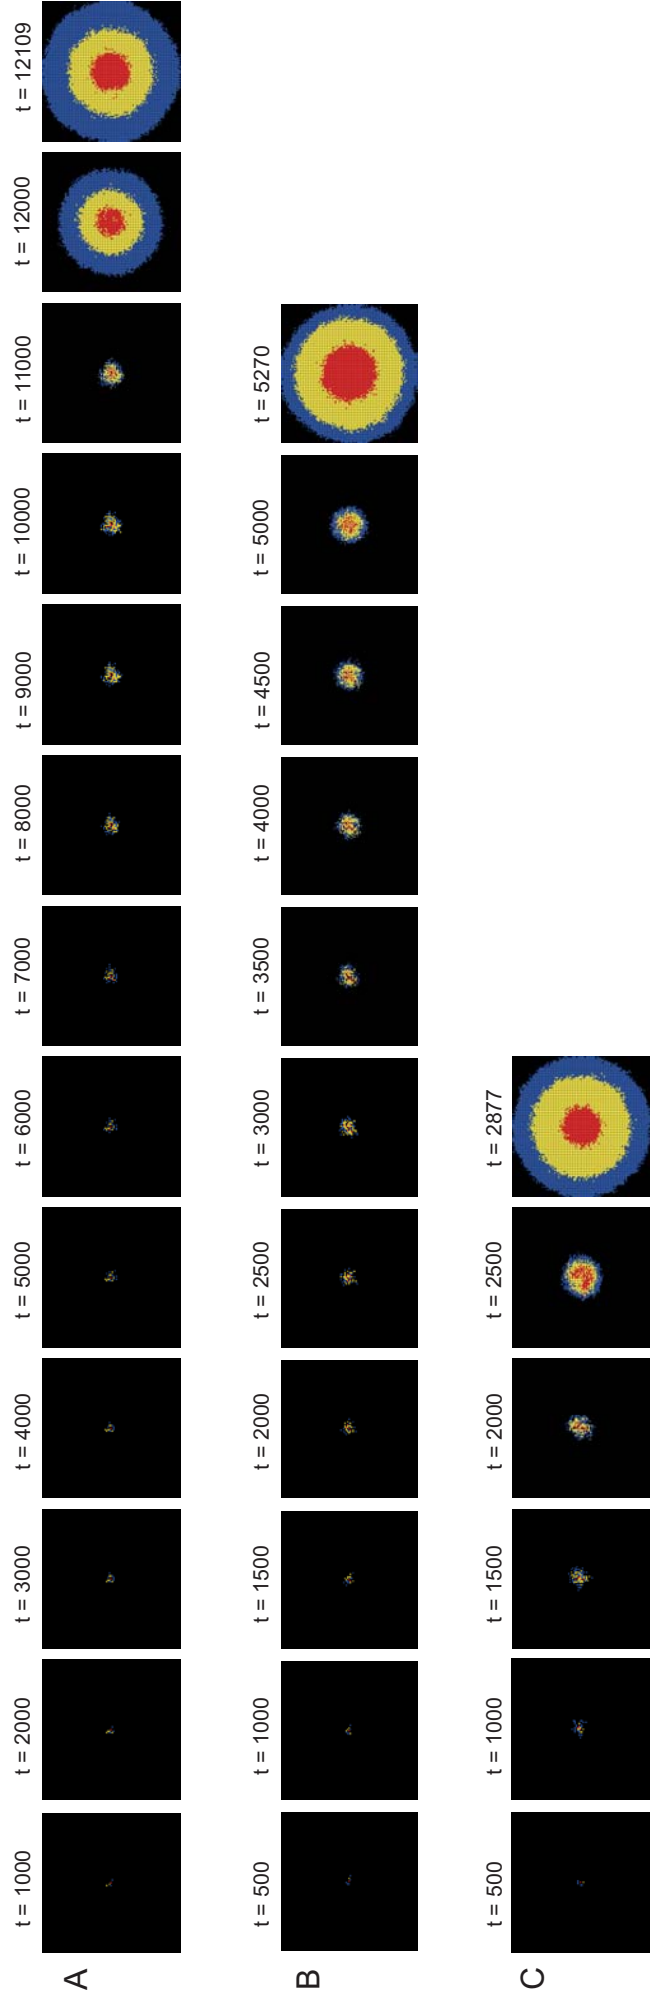 A
t = 1000
t = 2000
t = 3000
t = 4000
t = 5000
t = 6000
t = 7000
t = 8000
t = 9000
t = 10000
t = 11000
t = 12000
t = 12109
B
t = 500
t = 1000
t = 1500
t = 2000
t = 2500
t = 3000
t = 3500
t = 4000
t = 4500
t = 5000
t = 5270
C
t = 500
t = 1000
t = 1500
t = 2000
t = 2500
t = 2877